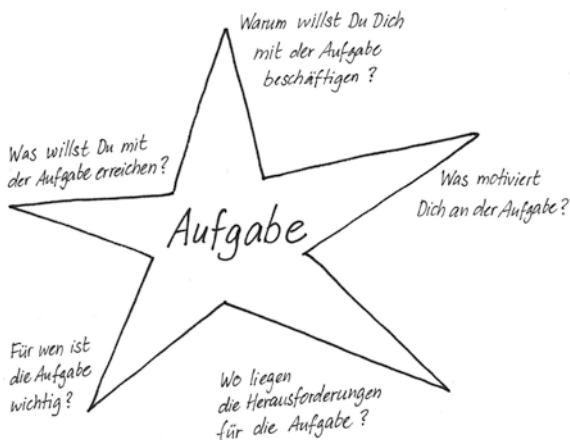 Warum willst Du Dich
mit der Aufgabe
beschäftigen?
Was willst Du mit
der Aufgabe erreichen?
Was motiviert
Dich an der Aufgabe?
Aufgabe
Für wen ist
die Aufgabe
wichtig?
Wo liegen
die Herausforderungen
für die Aufgabe?